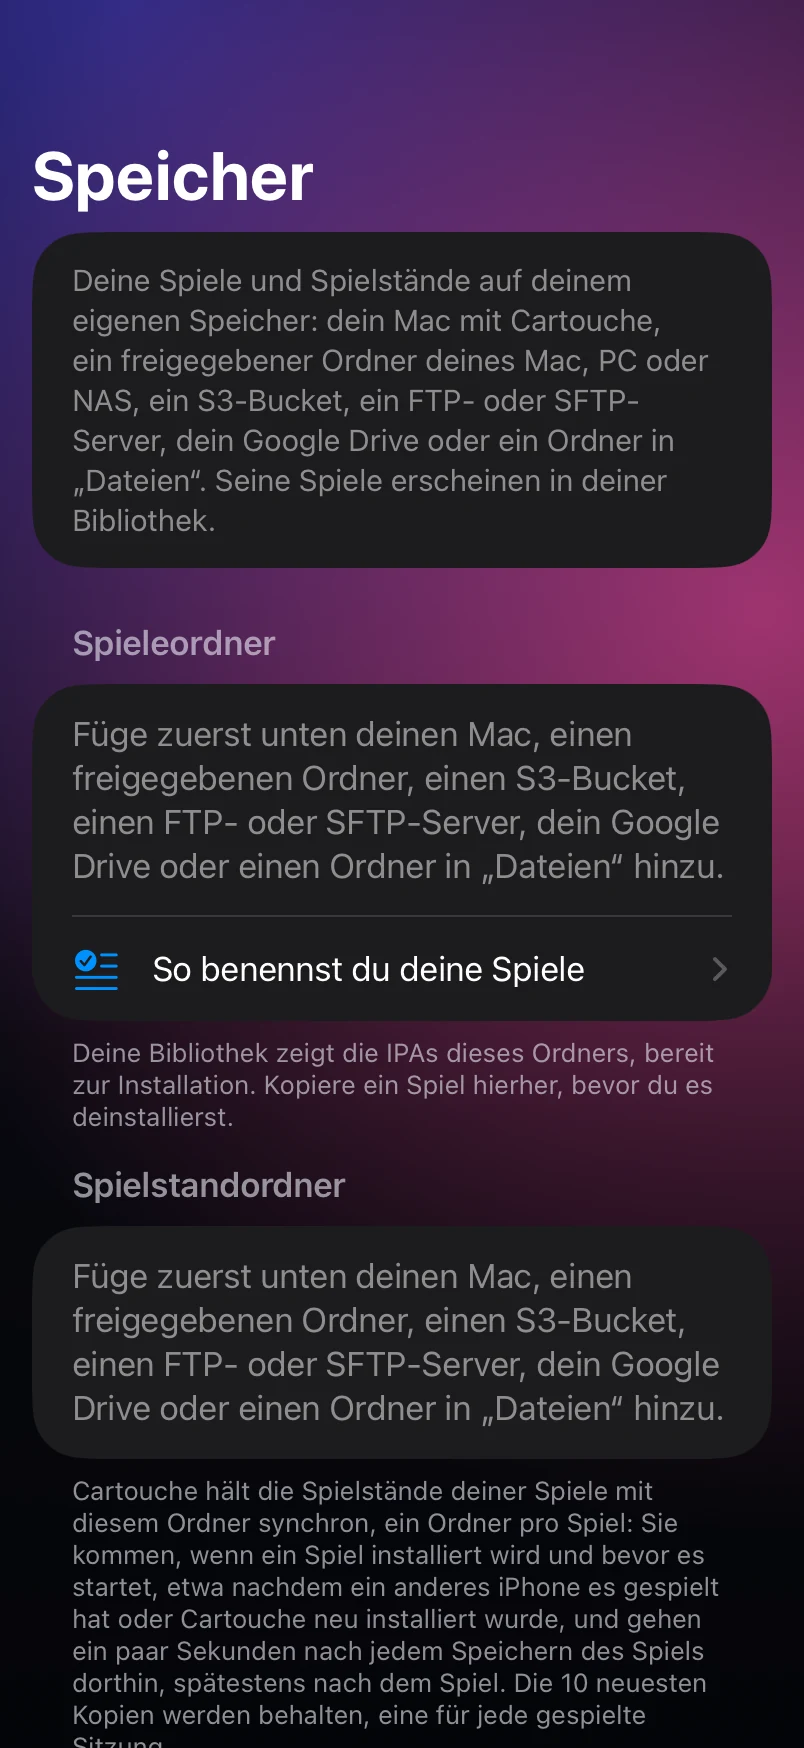 Speicher
Deine Spiele und Spielstände auf deinem
eigenen Speicher: dein Mac mit Cartouche,
ein freigegebener Ordner deines Mac, PC oder
NAS, ein S3-Bucket, ein FTP- oder SFTP-
Server, dein Google Drive oder ein Ordner in
„Dateien“. Seine Spiele erscheinen in deiner
Bibliothek.
Spieleordner
Füge zuerst unten deinen Mac, einen
freigegebenen Ordner, einen S3-Bucket,
einen FTP- oder SFTP-Server, dein Google
Drive oder einen Ordner in „Dateien“ hinzu.
So benennst du deine Spiele
Deine Bibliothek zeigt die IPAs dieses Ordners, bereit
zur Installation. Kopiere ein Spiel hierher, bevor du es
deinstallierst.
Spielstandordner
Füge zuerst unten deinen Mac, einen
freigegebenen Ordner, einen S3-Bucket,
einen FTP- oder SFTP-Server, dein Google
Drive oder einen Ordner in „Dateien“ hinzu.
Cartouche hält die Spielstände deiner Spiele mit
diesem Ordner synchron, ein Ordner pro Spiel: Sie
kommen, wenn ein Spiel installiert wird und bevor es
startet, etwa nachdem ein anderes iPhone es gespielt
hat oder Cartouche neu installiert wurde, und gehen
ein paar Sekunden nach jedem Speichern des Spiels
dorthin, spätestens nach dem Spiel. Die 10 neuesten
Kopien werden behalten, eine für jede gespielte
Sitzung